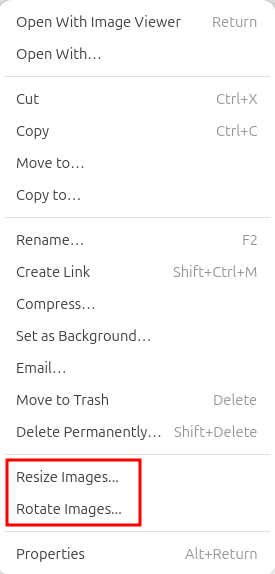 Open With Image Viewer Return
Open With…
Cut Ctrl+X
Copy Ctrl+C
Move to…
Copy to…
Rename… F2
Create Link Shift+Ctrl+M
Compress…
Set as Background…
Email…
Move to Trash Delete
Delete Permanently… Shift+Delete
Resize Images...
Rotate Images...
Properties Alt+Return